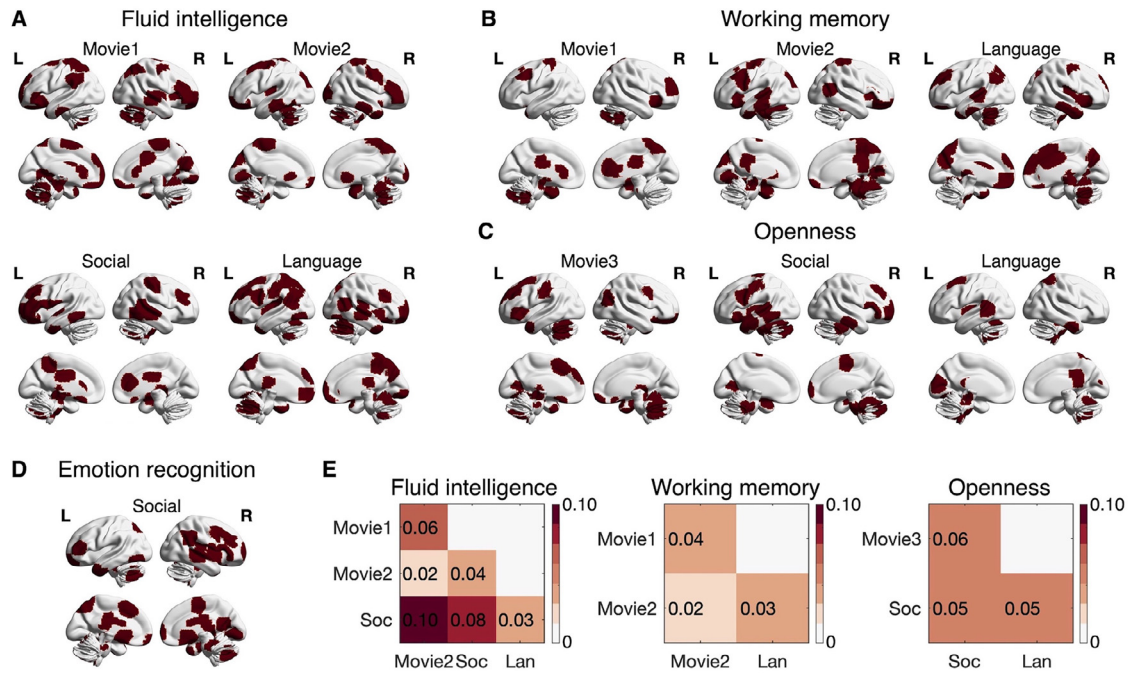 A Fluid intelligence
B Working memory
Movie1 Movie2
L R L R
Movie1 Movie2 Language
L R L R L R
Social Language
L R L R
C Openness
Movie3 Social Language
L R L R L R
D Emotion recognition
Social
L R
E
Fluid intelligence
0.10
Movie1 0.06
Movie2 0.02 0.04
Soc 0.10 0.08 0.03
0
Movie2 Soc Lan
Working memory
0.10
Movie1 0.04
Movie2 0.02 0.03
0
Movie2 Lan
Openness
0.10
Movie3 0.06
Soc 0.05 0.05
0
Soc Lan